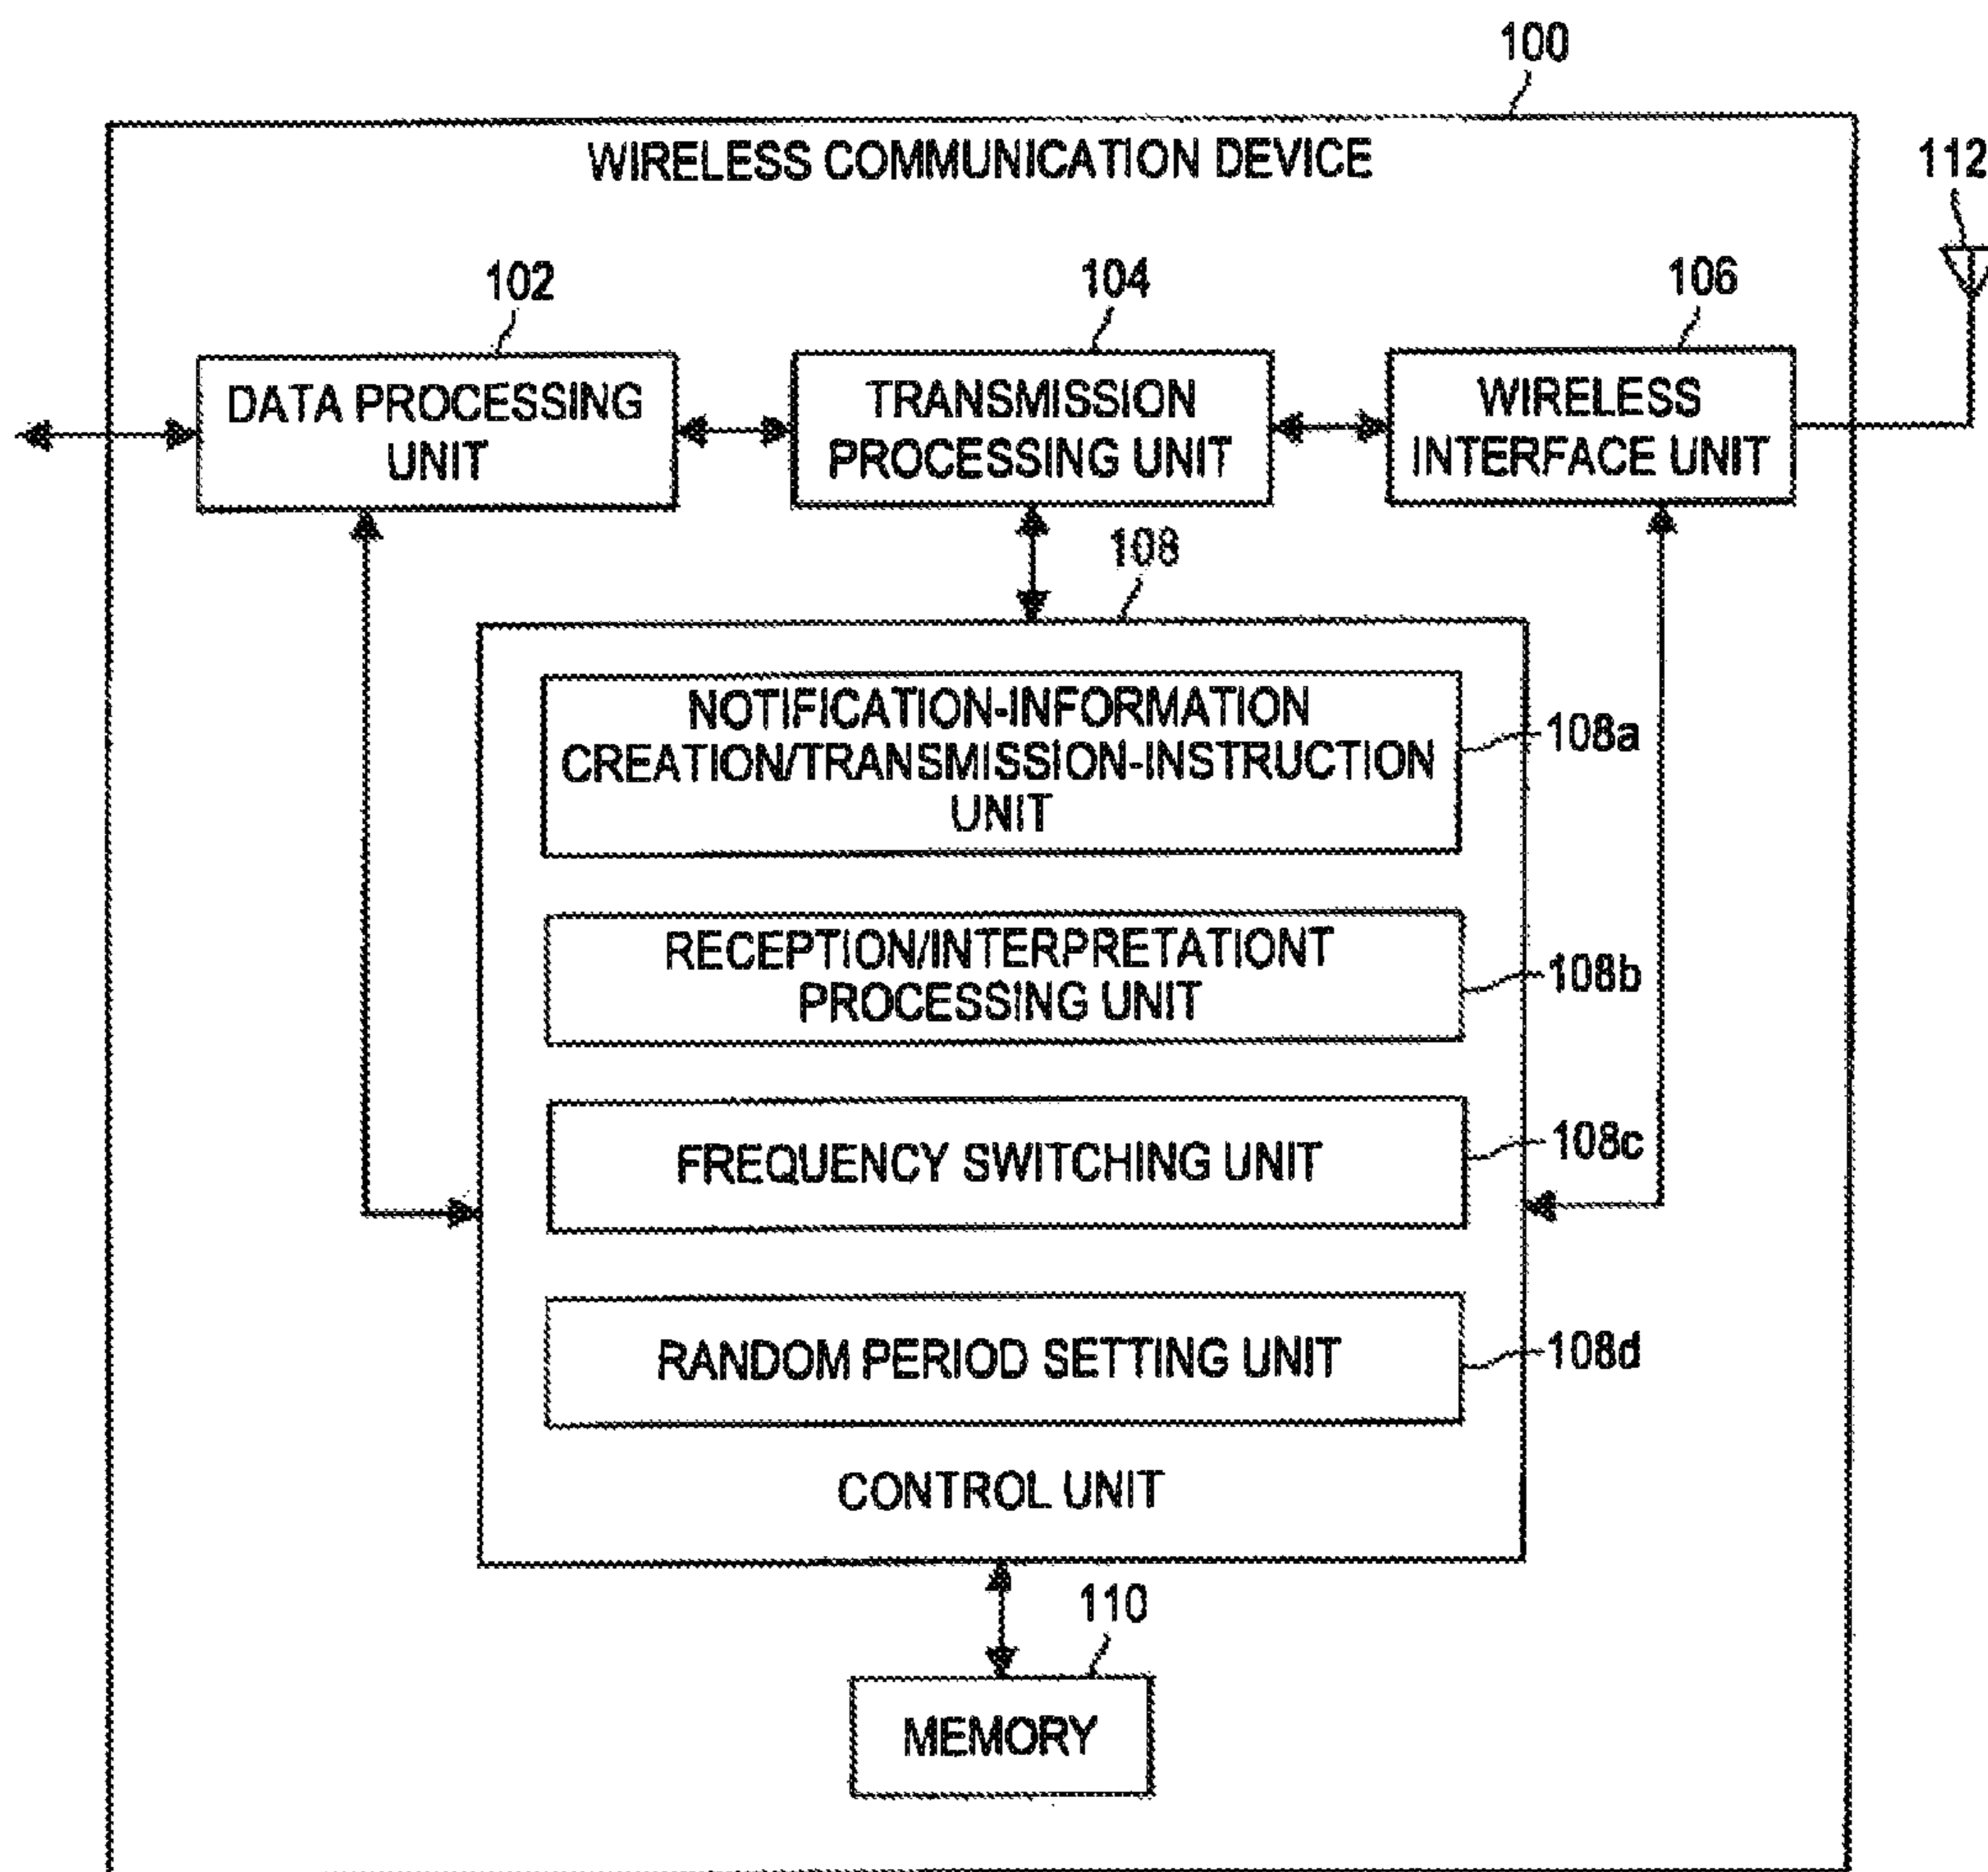 100
WIRELESS COMMUNICATION DEVICE
112
102
104
106
DATA PROCESSING
UNIT
TRANSMISSION
PROCESSING UNIT
WIRELESS
INTERFACE UNIT
108
NOTIFICATION-INFORMATION
CREATION/TRANSMISSION-INSTRUCTION
UNIT
108a
RECEPTION/INTERPRETATIONT
PROCESSING UNIT
108b
FREQUENCY SWITCHING UNIT
108c
RANDOM PERIOD SETTING UNIT
108d
CONTROL UNIT
110
MEMORY